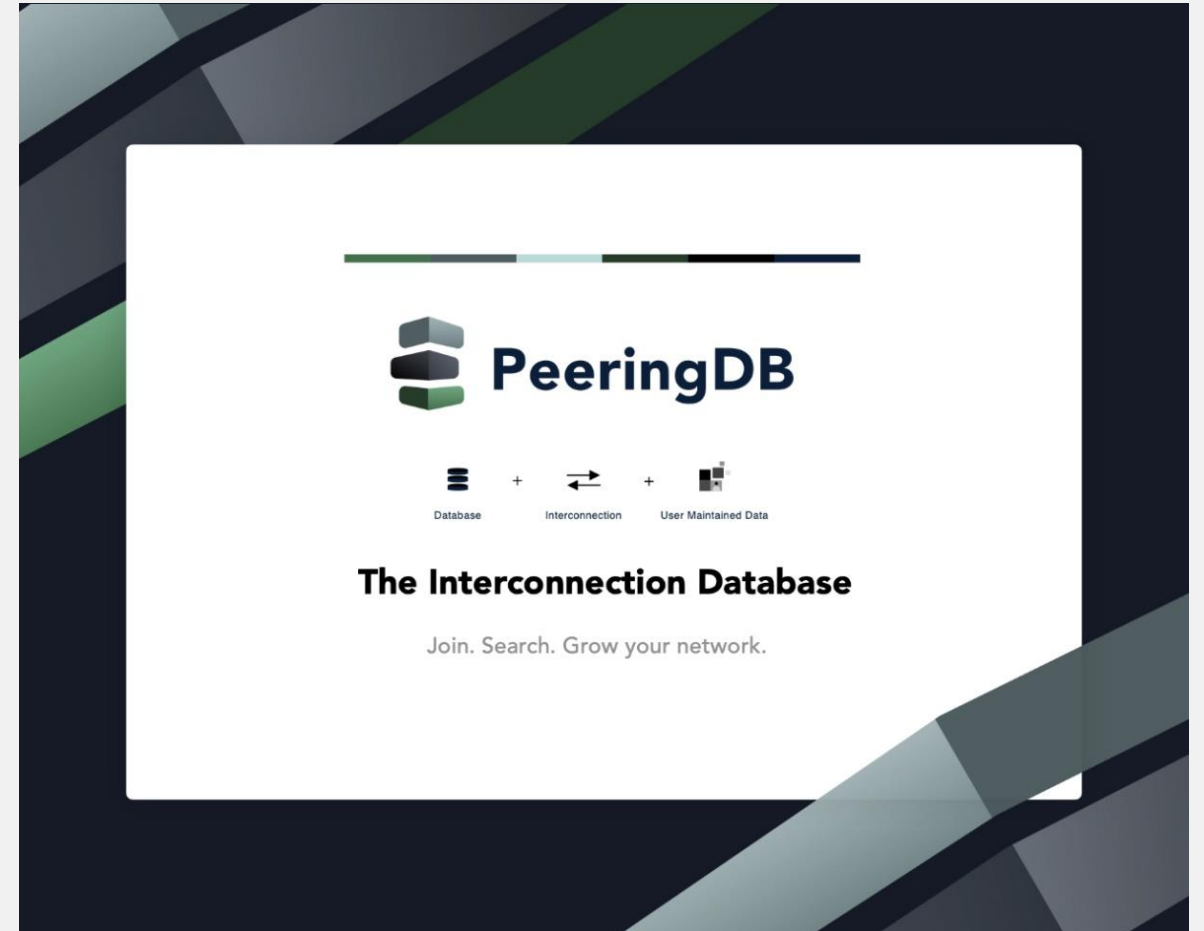 PeeringDB
+ +
Database Interconnection User Maintained Data
The Interconnection Database
Join. Search. Grow your network.